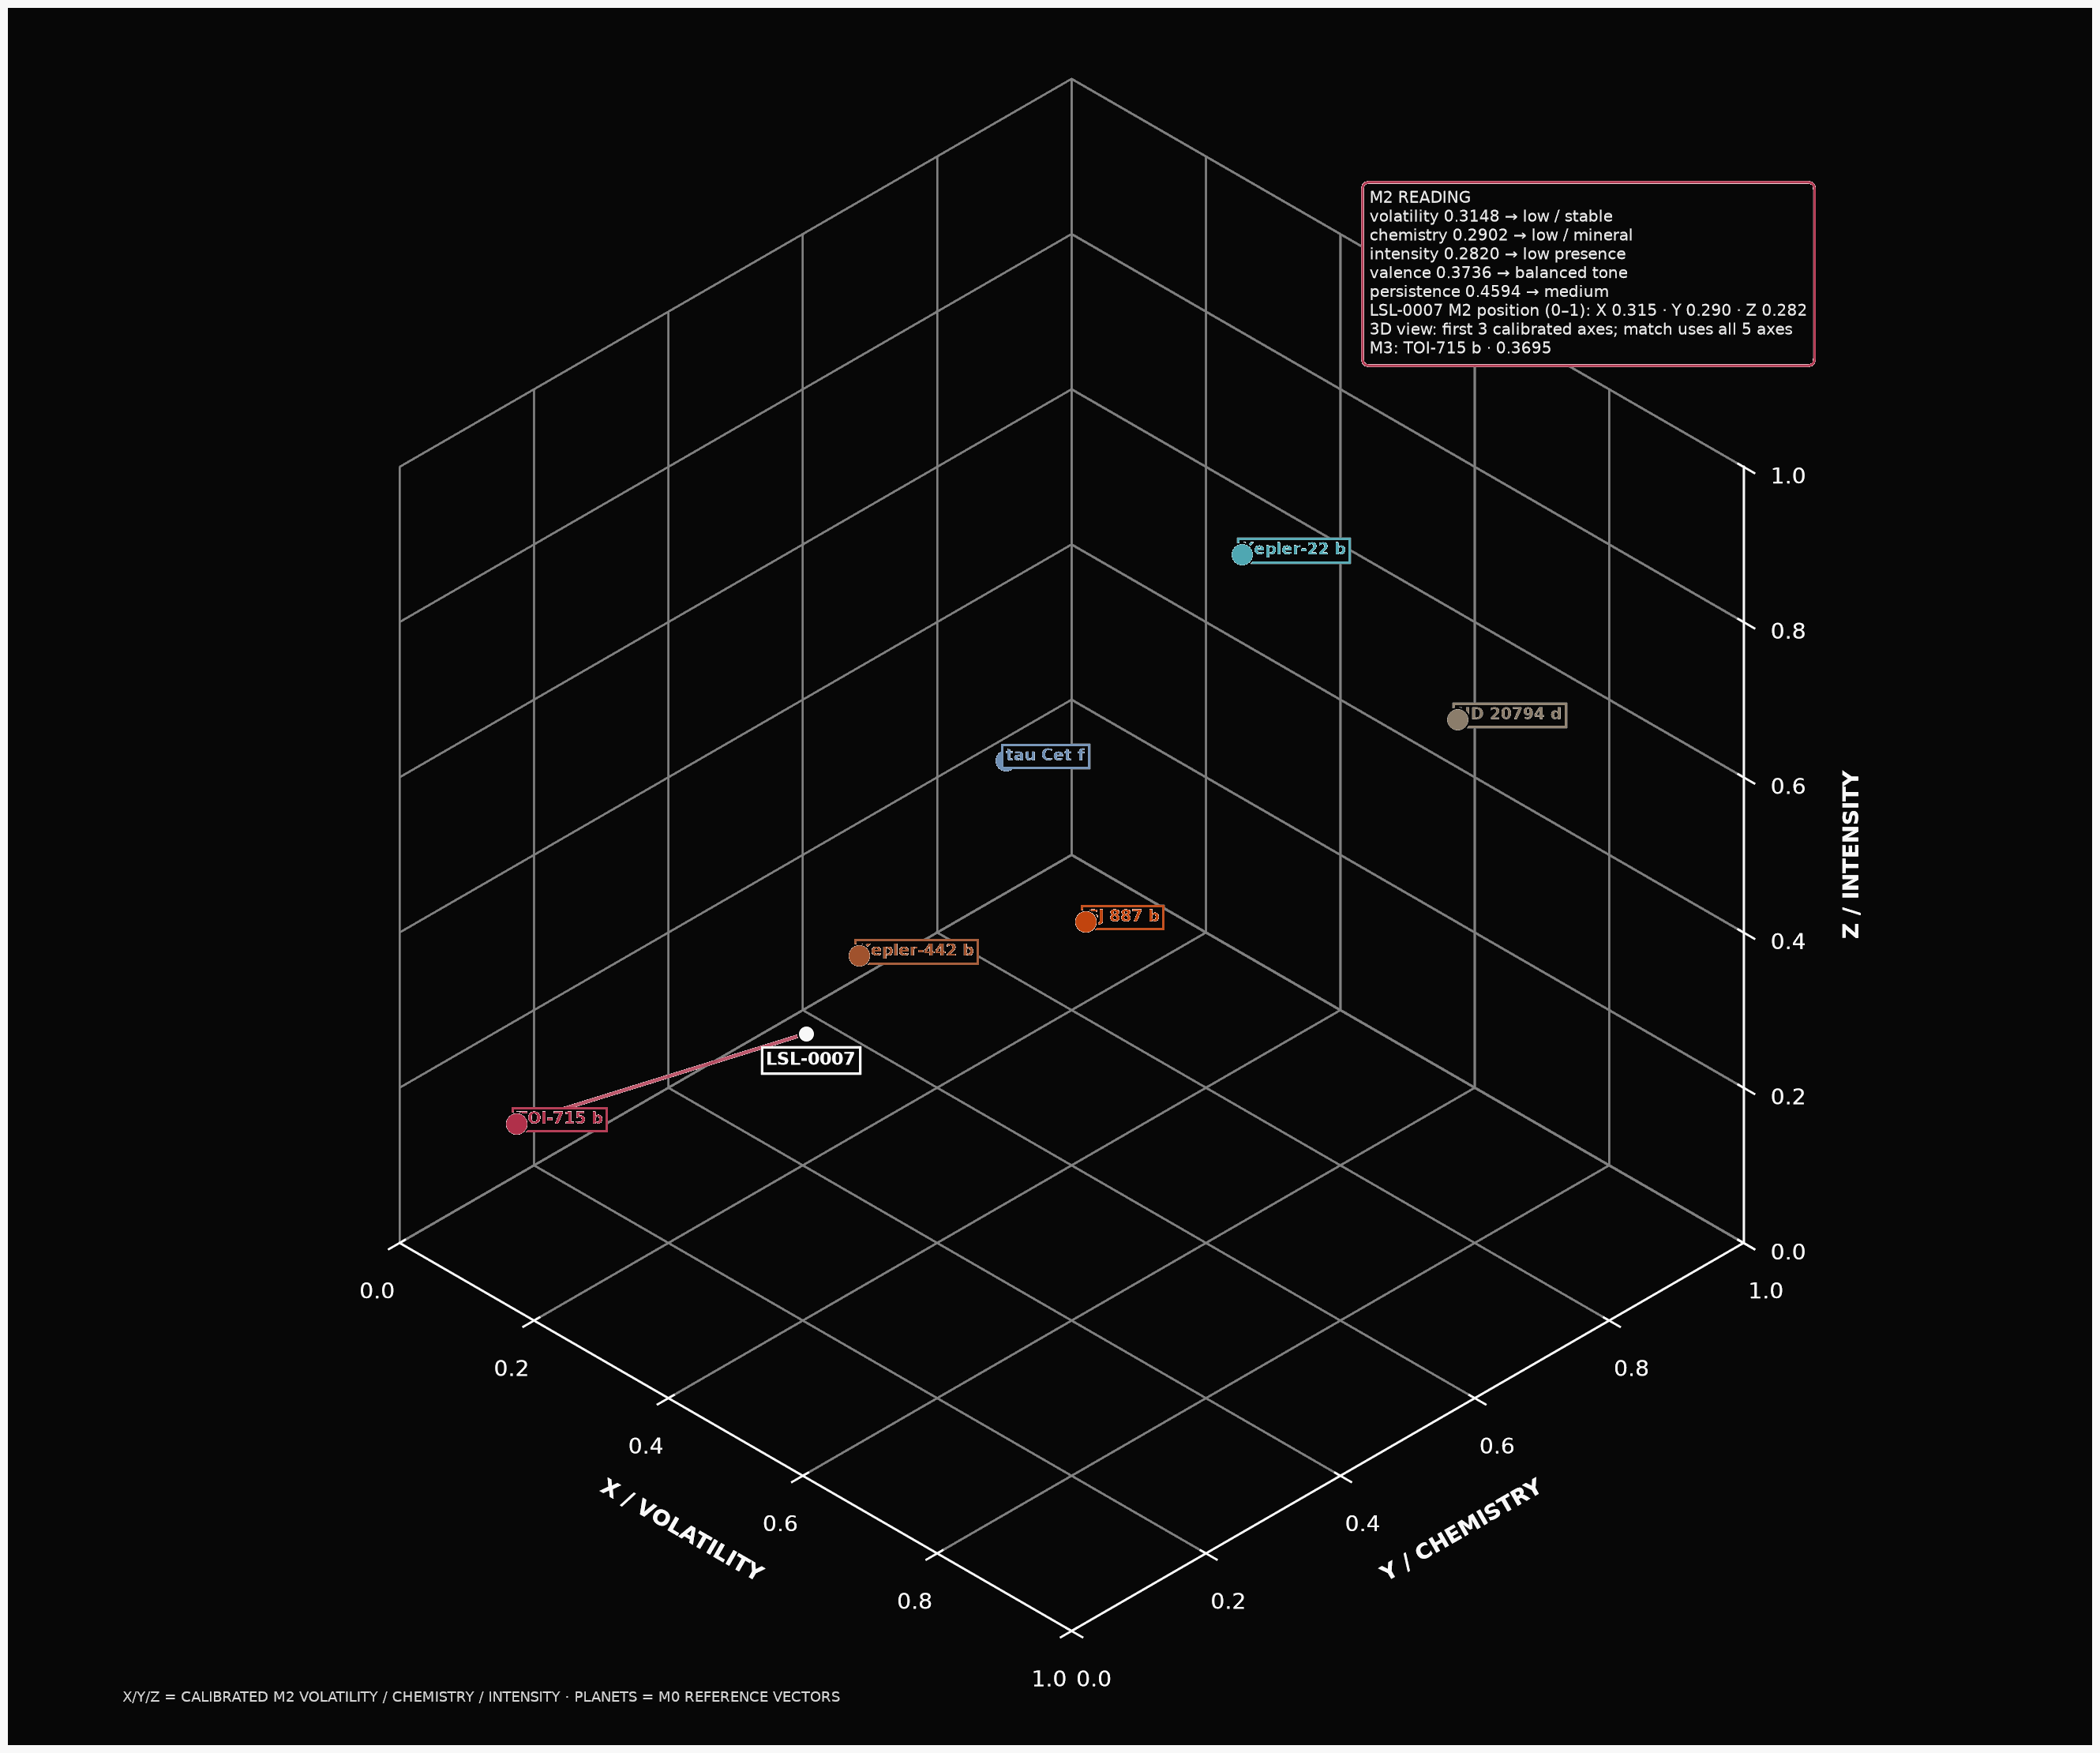 M2 READING
volatility 0.3148 → low / stable
chemistry 0.2902 → low / mineral
intensity 0.2820 → low presence
valence 0.3736 → balanced tone
persistence 0.4594 → medium
LSL-0007 M2 position (0–1): X 0.315 · Y 0.290 · Z 0.282
3D view: first 3 calibrated axes; match uses all 5 axes
M3: TOI-715 b · 0.3695
1.0
Kepler-22 b
0.8
HD 20794 d
tau Cet f
0.6
Z / INTENSITY
GJ 887 b
0.4
Kepler-442 b
LSL-0007
0.2
TOI-715 b
0.0
0.0
1.0
0.2
0.8
0.4
0.6
X / VOLATILITY
Y / CHEMISTRY
0.6
0.4
0.8
0.2
1.0
0.0
X/Y/Z = CALIBRATED M2 VOLATILITY / CHEMISTRY / INTENSITY · PLANETS = M0 REFERENCE VECTORS